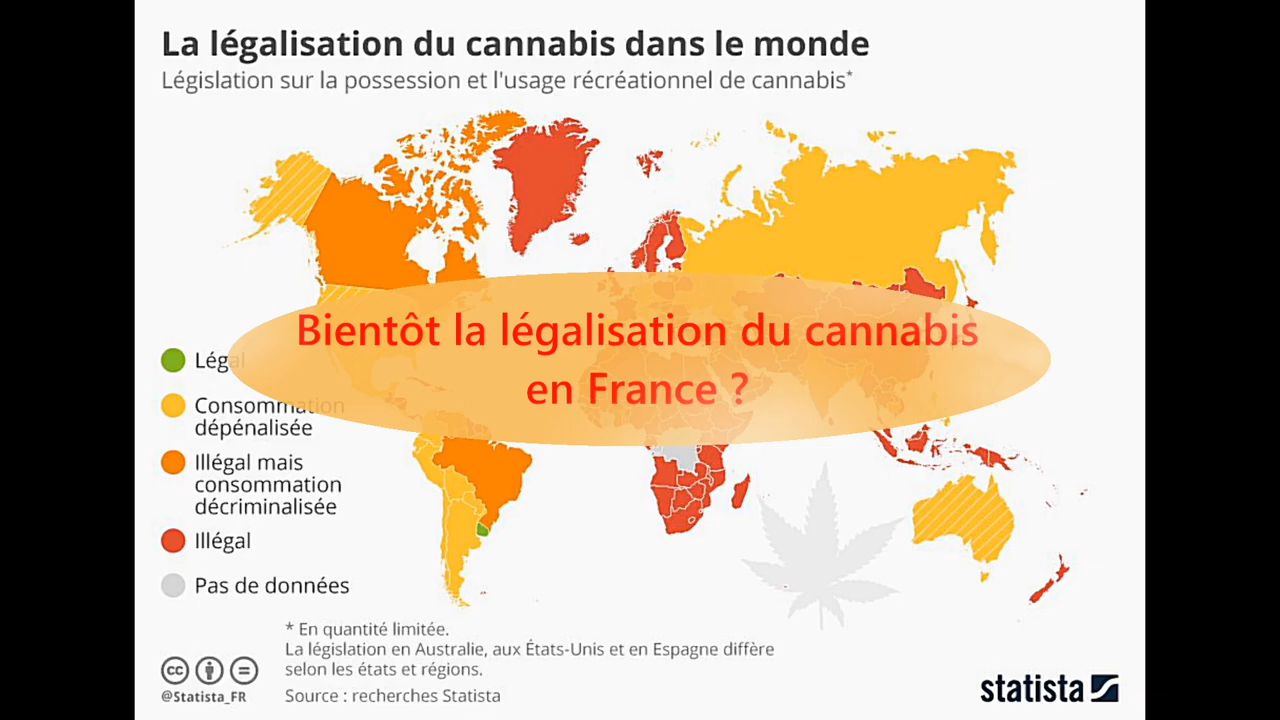 La légalisation du cannabis dans le monde
Législation sur la possession et l'usage récréationnel de cannabis*
Bientôt la légalisation du cannabis
en France ?
Légal
Consommation
dépénalisée
Illégal mais
consommation
décriminalisée
Illégal
Pas de données
* En quantité limitée.
La législation en Australie, aux États-Unis et en Espagne diffère
selon les états et régions.
@Statista_FR
Source : recherches Statista
statista